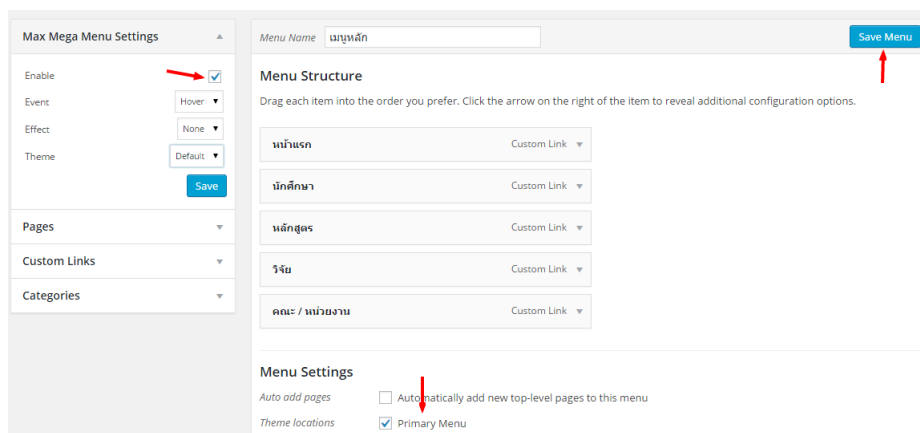 Max Mega Menu Settings
Enable
Event Hover
Effect None
Theme Default
Save
Pages
Custom Links
Categories
Menu Name เมนูหลัก Save Menu
Menu Structure
Drag each item into the order you prefer. Click the arrow on the right of the item to reveal additional configuration options.
หน้าแรก Custom Link
นักศึกษา Custom Link
หลักสูตร Custom Link
วิจัย Custom Link
คณะ / หน่วยงาน Custom Link
Menu Settings
Auto add pages Automatically add new top-level pages to this menu
Theme locations Primary Menu